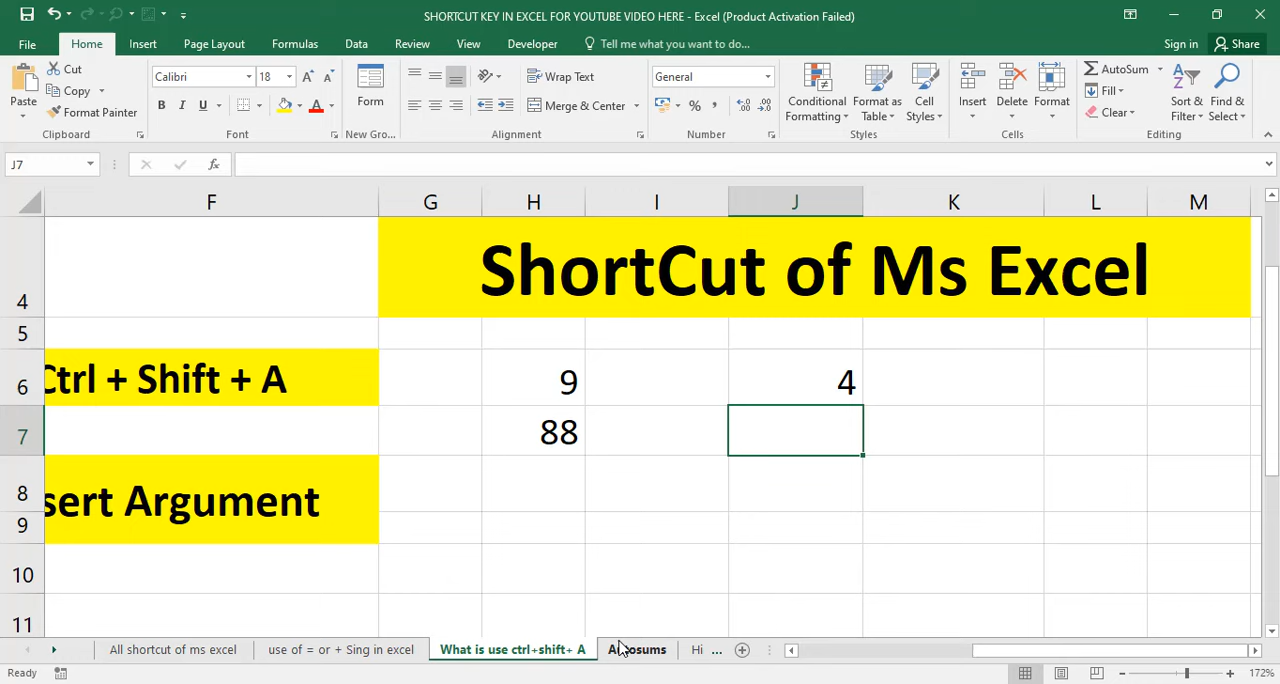 SHORTCUT KEY IN EXCEL FOR YOUTUBE VIDEO HERE - Excel (Product Activation Failed)
File Home Insert Page Layout Formulas Data Review View Developer Tell me what you want to do... Sign in Share
Paste Cut Copy Format Painter Clipboard
Calibri 18 A A B I U A Font
Form New Gro...
Wrap Text Merge & Center Alignment
General % , Number
Conditional Formatting Format as Table Cell Styles Styles
Insert Delete Format Cells
AutoSum Fill Clear Sort & Filter Find & Select Editing
J7 fx
F G H I J K L M
4 ShortCut of Ms Excel
5
6 Ctrl + Shift + A 9 4
7 88
8 sert Argument
9
10
11
All shortcut of ms excel use of = or + Sing in excel What is use ctrl+shift+ A Autosums Hi ...
Ready 172%